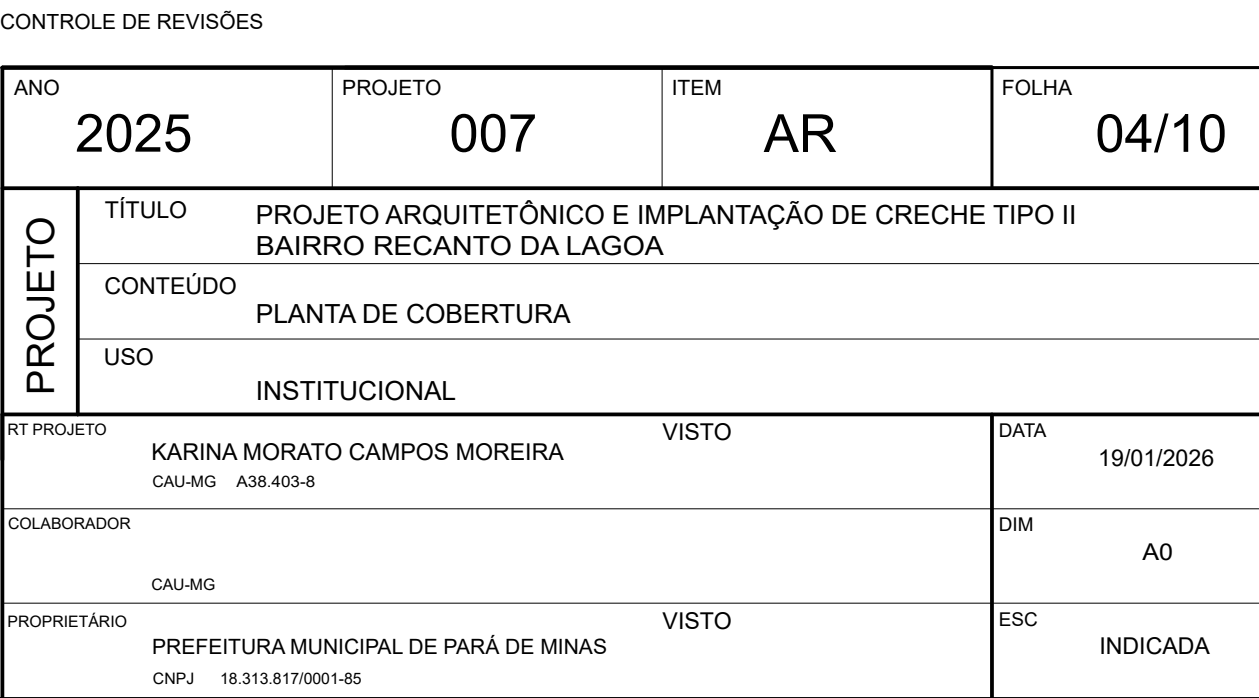 CONTROLE DE REVISÕES
ANO
PROJETO
ITEM
FOLHA
2025
007
AR
04/10
PROJETO
TÍTULO
PROJETO ARQUITETÔNICO E IMPLANTAÇÃO DE CRECHE TIPO II
BAIRRO RECANTO DA LAGOA
CONTEÚDO
PLANTA DE COBERTURA
USO
INSTITUCIONAL
RT PROJETO
VISTO
KARINA MORATO CAMPOS MOREIRA
CAU-MG A38.403-8
DATA
19/01/2026
COLABORADOR
CAU-MG
DIM
A0
PROPRIETÁRIO
VISTO
PREFEITURA MUNICIPAL DE PARÁ DE MINAS
CNPJ 18.313.817/0001-85
ESC
INDICADA